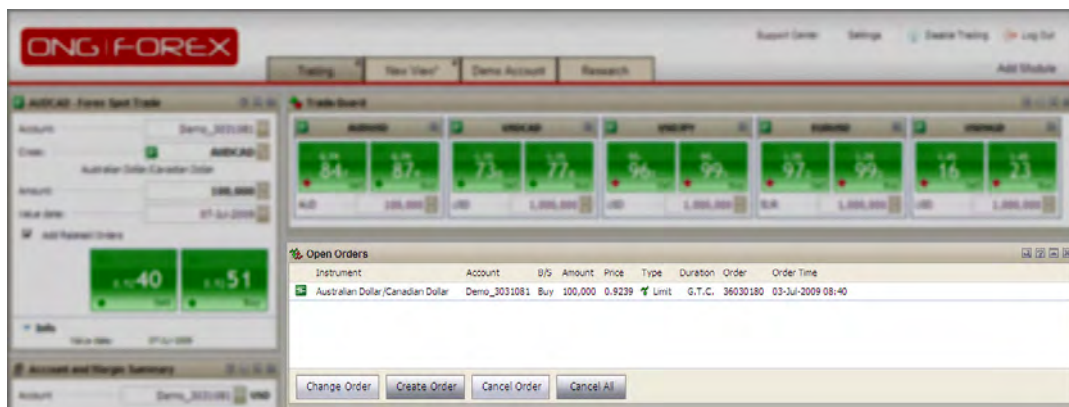 ONG FOREX
Support Center Settings Disable Trading Log Out
Trading New View* Demo Account Research
Add Module
AUDCAD - Forex Spot Trade
Trade Board
Account: Demo_3031081
AUDUSD USDCAD USDJPY EURUSD
Cross: AUDCAD
Australian Dollar/Canadian Dollar
84 87 73 77 96 99 97 99 16 23
Amount: 100,000
AUD 100,000 USD 1,000,000 USD 1,000,000 EUR 1,000,000 USD 1,000,000
Value date: 07-Jul-2009
Add Related Orders
40 51
Sell Buy
Info
Value date: 07-Jul-2009
Account and Margin Summary
Account: Demo_3031081 USD
Open Orders
Instrument Account B/S Amount Price Type Duration Order Order Time
Australian Dollar/Canadian Dollar Demo_3031081 Buy 100,000 0.9239 Limit G.T.C. 36030180 03-Jul-2009 08:40
Change Order Create Order Cancel Order Cancel All